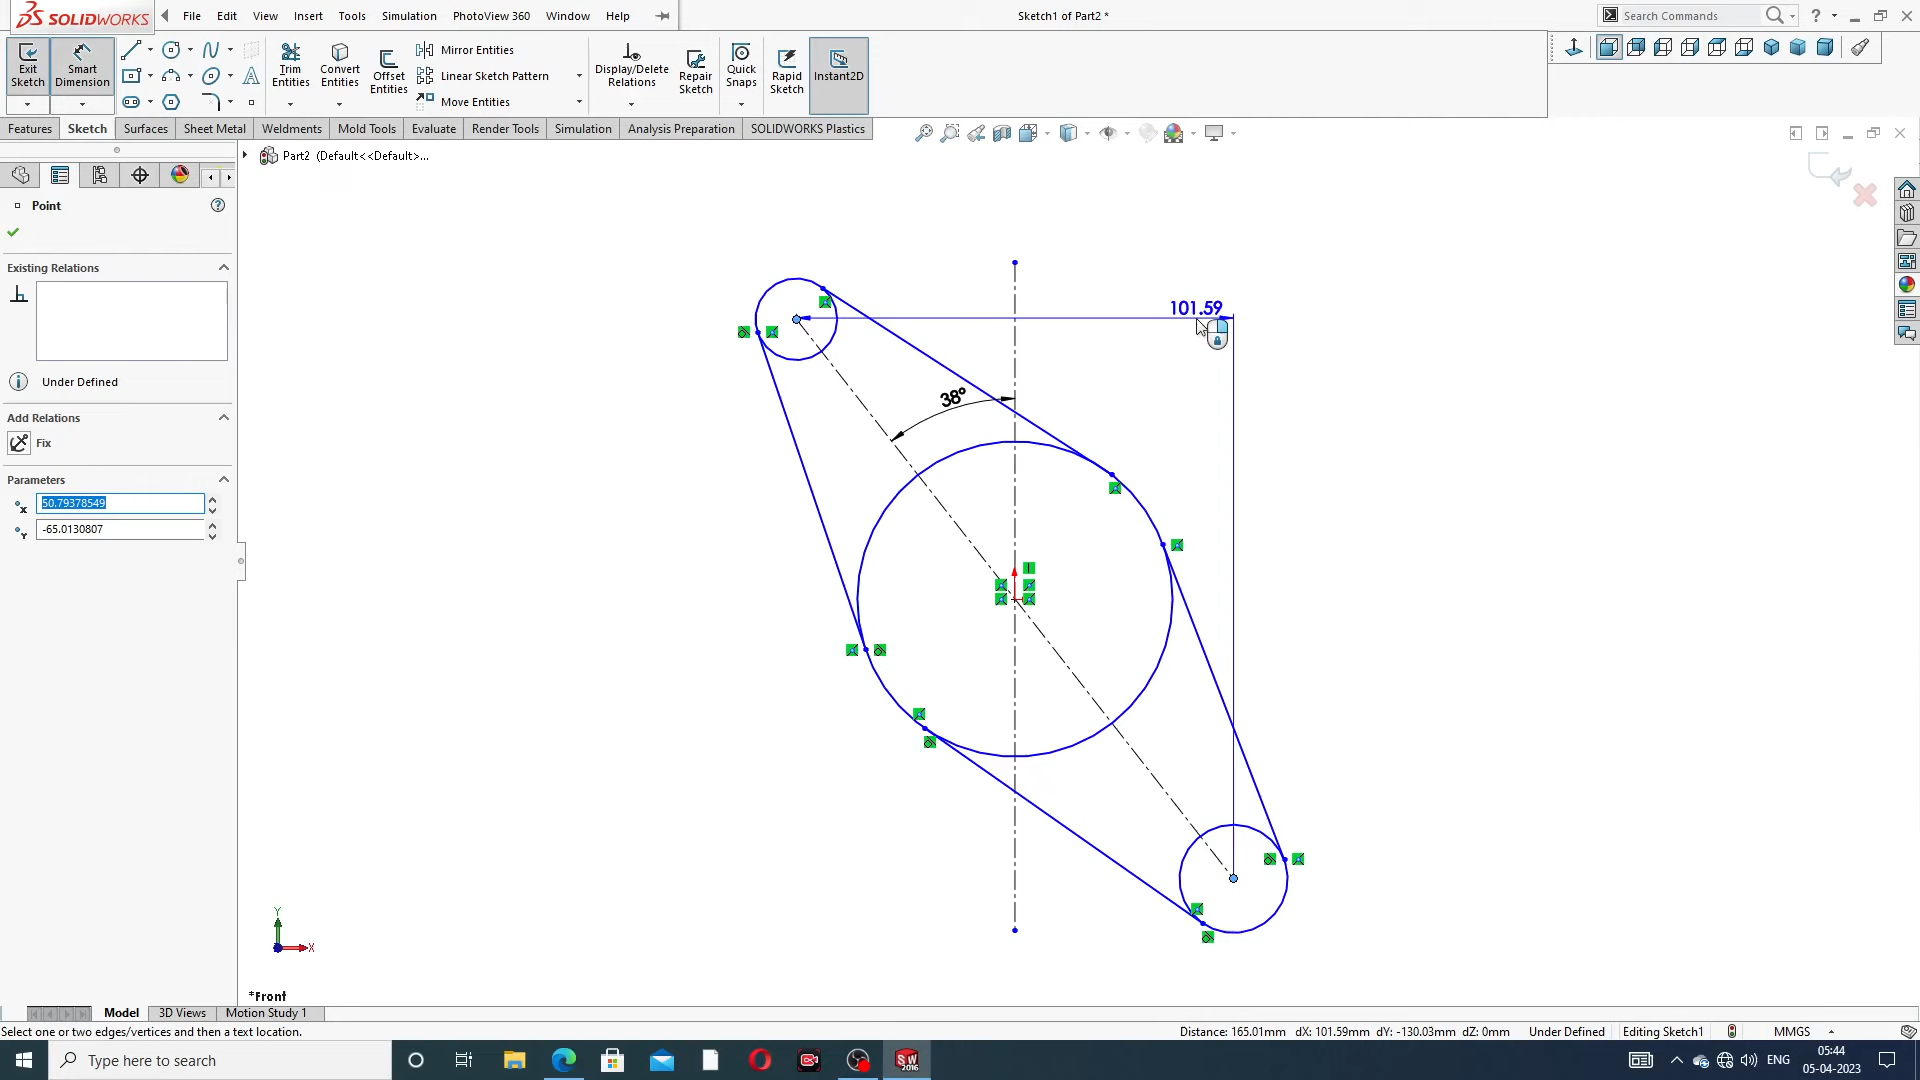 SOLIDWORKS File Edit View Insert Tools Simulation PhotoView 360 Window Help Sketch1 of Part2 * Search Commands ?
Exit Sketch Smart Dimension Trim Entities Convert Entities Offset Entities Mirror Entities Linear Sketch Pattern Move Entities Display/Delete Relations Repair Sketch Quick Snaps Rapid Sketch Instant2D
Features Sketch Surfaces Sheet Metal Weldments Mold Tools Evaluate Render Tools Simulation Analysis Preparation SOLIDWORKS Plastics
Part2 (Default<<Default>...
Point
Existing Relations
Under Defined
Add Relations
Fix
Parameters
50.79378549
-65.0130807
101.59
38°
Y
X
*Front
Model 3D Views Motion Study 1
Select one or two edges/vertices and then a text location. Distance: 165.01mm dX: 101.59mm dY: -130.03mm dZ: 0mm Under Defined Editing Sketch1 MMGS
Type here to search SW 2016 ENG 05:44
05-04-2023